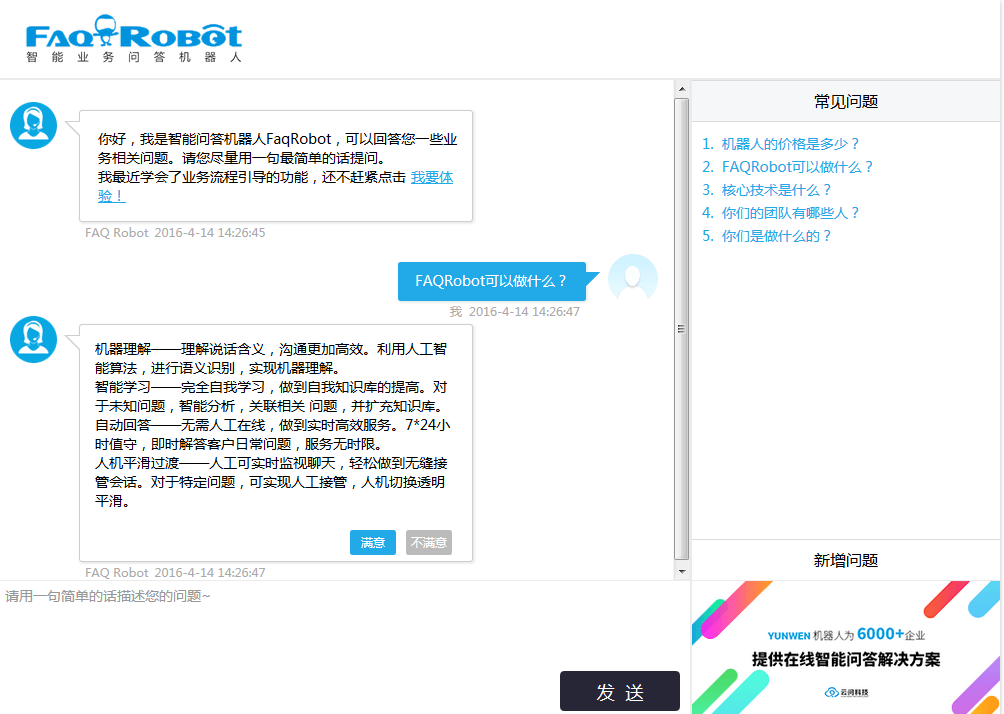 FAQRobot
智能业务问答机器人
你好，我是智能问答机器人FaqRobot，可以回答您一些业
务相关问题。请您尽量用一句最简单的话提问。
我最近学会了业务流程引导的功能，还不赶紧点击 我要体
验！
FAQ Robot 2016-4-14 14:26:45
FAQRobot可以做什么？
我 2016-4-14 14:26:47
机器理解——理解说话含义，沟通更加高效。利用人工智
能算法，进行语义识别，实现机器理解。
智能学习——完全自我学习，做到自我知识库的提高。对
于未知问题，智能分析，关联相关 问题，并扩充知识库。
自动回答——无需人工在线，做到实时高效服务。7*24小
时值守，即时解答客户日常问题，服务无时限。
人机平滑过渡——人工可实时监视聊天，轻松做到无缝接
管会话。对于特定问题，可实现人工接管，人机切换透明
平滑。
满意 不满意
FAQ Robot 2016-4-14 14:26:47
请用一句简单的话描述您的问题~
发 送
常见问题
1. 机器人的价格是多少？
2. FAQRobot可以做什么？
3. 核心技术是什么？
4. 你们的团队有哪些人？
5. 你们是做什么的？
新增问题
YUNWEN 机器人为 6000+企业
提供在线智能问答解决方案
云问科技